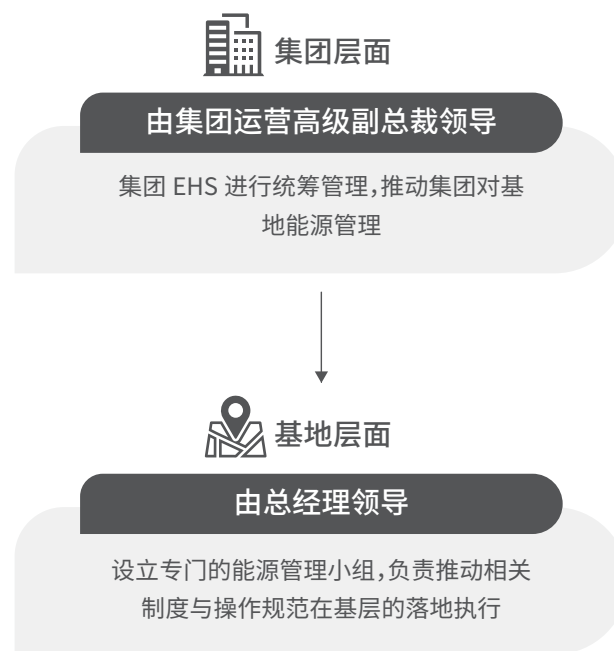 集团层面
由集团运营高级副总裁领导
集团 EHS 进行统筹管理，推动集团对基
地能源管理
基地层面
由总经理领导
设立专门的能源管理小组，负责推动相关
制度与操作规范在基层的落地执行